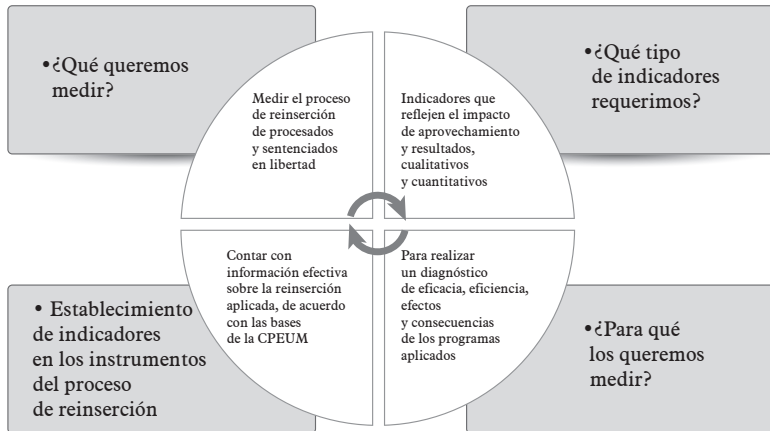 •¿Qué queremos
medir?
Medir el proceso
de reinserción
de procesados
y sentenciados
en libertad
Indicadores que
reflejen el impacto
de aprovechamiento
y resultados,
cualitativos
y cuantitativos
•¿Qué tipo
de indicadores
requerimos?
• Establecimiento
de indicadores
en los instrumentos
del proceso
de reinserción
Contar con
información efectiva
sobre la reinserción
aplicada, de acuerdo
con las bases
de la CPEUM
Para realizar
un diagnóstico
de eficacia, eficiencia,
efectos
y consecuencias
de los programas
aplicados
•¿Para qué
los queremos
medir?